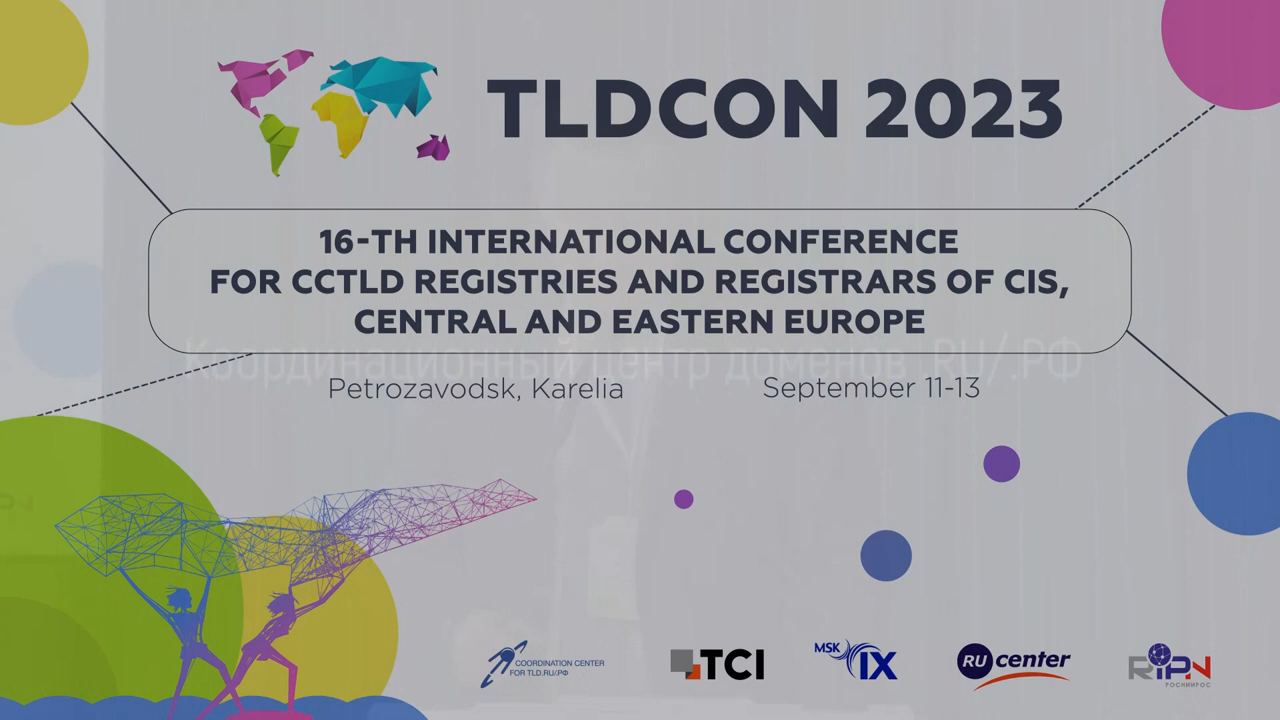 TLDCON 2023
16-TH INTERNATIONAL CONFERENCE
FOR CCTLD REGISTRIES AND REGISTRARS OF CIS,
CENTRAL AND EASTERN EUROPE
Координационный центр доменов .RU/.РФ
Petrozavodsk, Karelia September 11-13
COORDINATION CENTER
FOR TLD.RU/РФ
TCI
MSK IX
RU center
RIPN
РОСНИИРОС